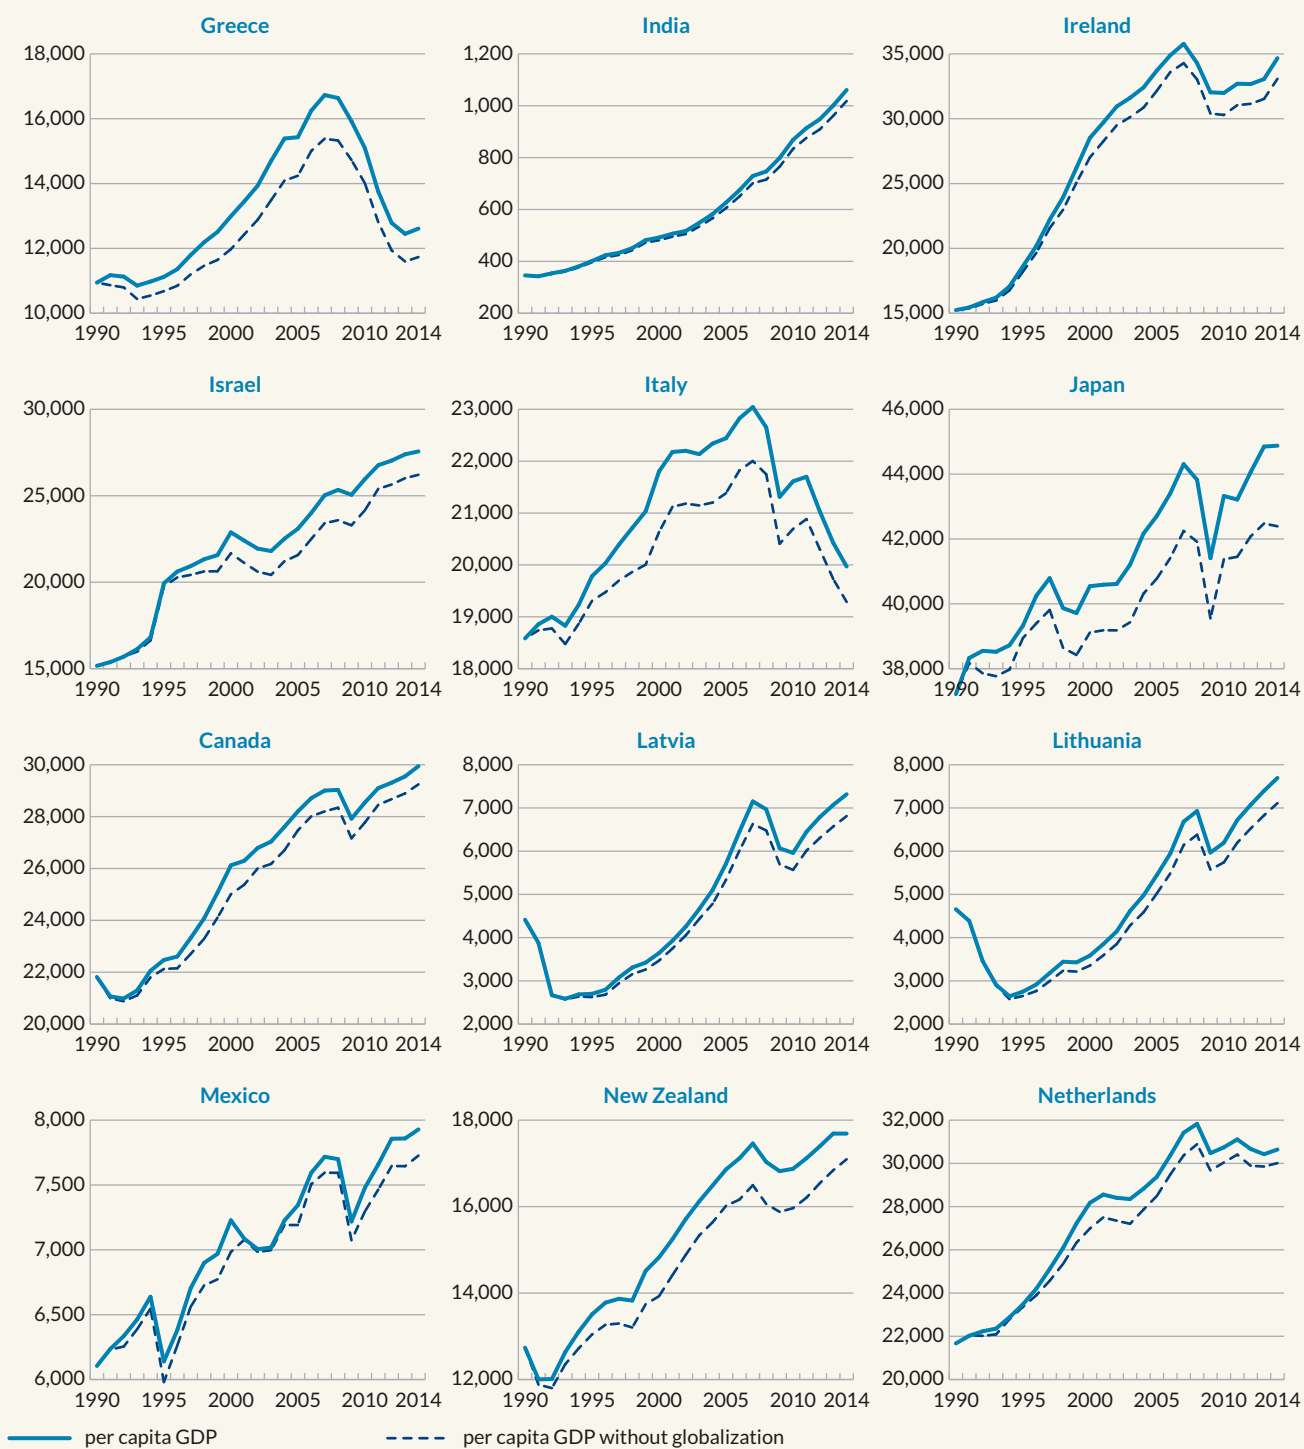 Greece India Ireland
18,000 1,200 35,000
16,000 1,000 30,000
14,000 800 25,000
600
12,000 400 20,000
10,000 200 15,000
1990 1995 2000 2005 2010 2014 1990 1995 2000 2005 2010 2014 1990 1995 2000 2005 2010 2014
Israel Italy Japan
30,000 23,000 46,000
22,000 44,000
25,000 21,000 42,000
20,000 20,000 40,000
19,000
15,000 18,000 38,000
1990 1995 2000 2005 2010 2014 1990 1995 2000 2005 2010 2014 1990 1995 2000 2005 2010 2014
Canada Latvia Lithuania
30,000 8,000 8,000
28,000 7,000 7,000
26,000 6,000 6,000
24,000 5,000 5,000
22,000 4,000 4,000
3,000 3,000
20,000 2,000 2,000
1990 1995 2000 2005 2010 2014 1990 1995 2000 2005 2010 2014 1990 1995 2000 2005 2010 2014
Mexico New Zealand Netherlands
8,000 18,000 32,000
7,500 16,000 30,000
28,000
7,000 14,000 26,000
6,500 24,000
22,000
6,000 12,000 20,000
1990 1995 2000 2005 2010 2014 1990 1995 2000 2005 2010 2014 1990 1995 2000 2005 2010 2014
per capita GDP per capita GDP without globalization